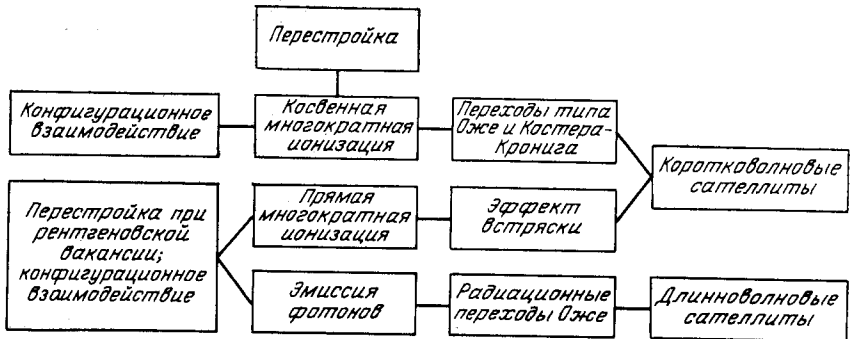 Перестройка
Конфигурационное
взаимодействие
Косвенная
многократная
ионизация
Переходы типа
Оже и Костера-
Кронига
Коротковолновые
сателлиты
Перестройка при
рентгеновской
вакансии;
конфигурационное
взаимодействие
Прямая
многократная
ионизация
Эффект
встряски
Эмиссия
фотонов
Радиационные
переходы Оже
Длинноволновые
сателлиты